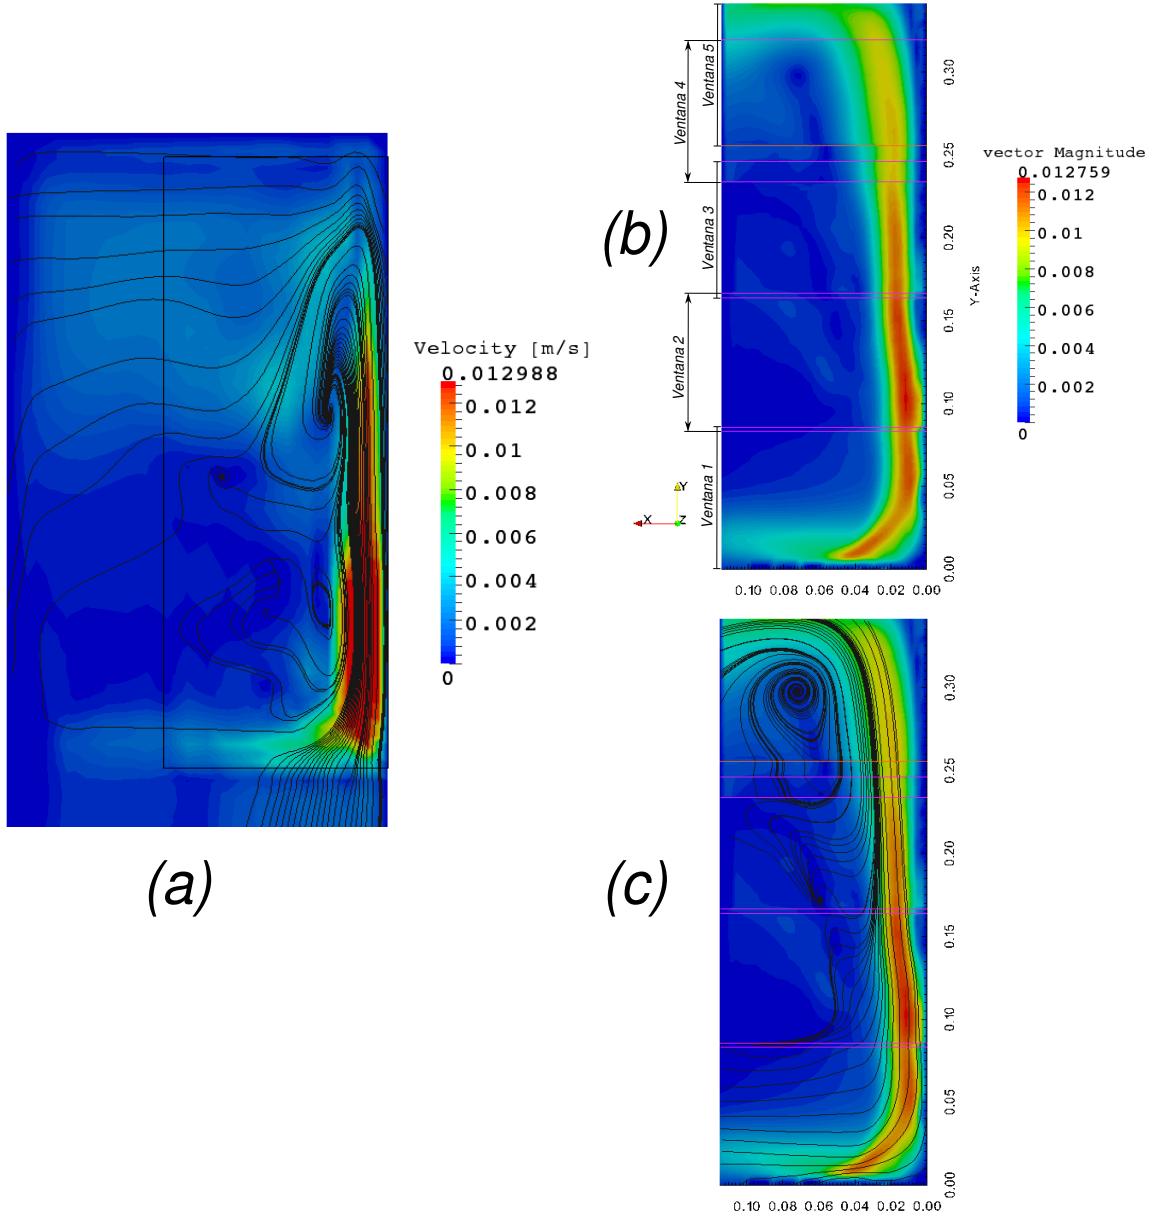 Velocity [m/s]
0.012988
0.012
0.01
0.008
0.006
0.004
0.002
0
(a)
Ventana 5
Ventana 4
Ventana 3
Ventana 2
Ventana 1
(b)
Y
X
Z
0.30
0.25
0.20
0.15
0.10
0.05
0.00
Y-Axis
0.10 0.08 0.06 0.04 0.02 0.00
vector Magnitude
0.012759
0.012
0.01
0.008
0.006
0.004
0.002
0
(c)
0.30
0.25
0.20
0.15
0.10
0.05
0.00
0.10 0.08 0.06 0.04 0.02 0.00